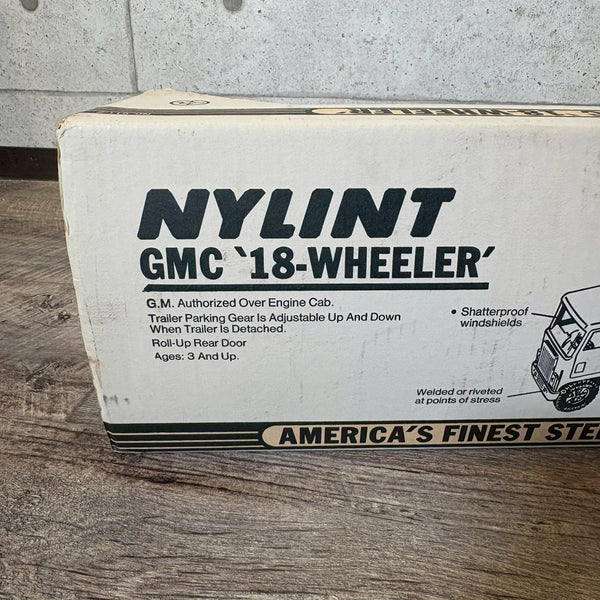 18-WHEELER'
NYLINT
GMC '18-WHEELER'
G.M. Authorized Over Engine Cab.
Trailer Parking Gear Is Adjustable Up And Down
When Trailer Is Detached.
Roll-Up Rear Door
Ages: 3 And Up.
• Shatterproof
windshields
Welded or riveted
at points of stress
AMERICA'S FINEST STE